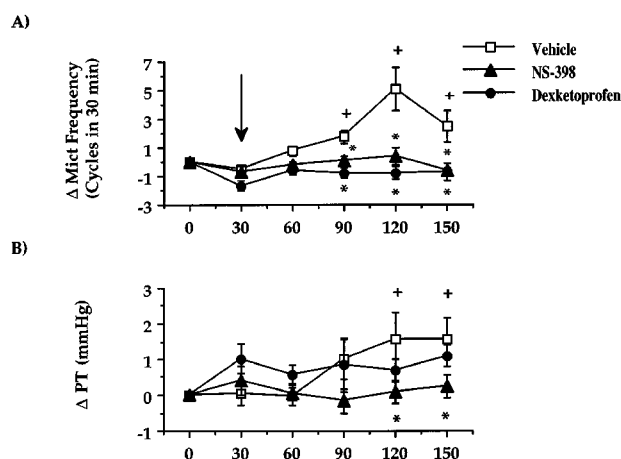 A)
Vehicle
NS-398
Dexketoprofen
Δ Mict Frequency
(Cycles in 30 min)
7
5
3
1
-1
-3
+
+
+
*
*
*
*
*
*
0 30 60 90 120 150
B)
Δ PT (mmHg)
3
2
1
0
-1
+
+
*
*
0 30 60 90 120 150